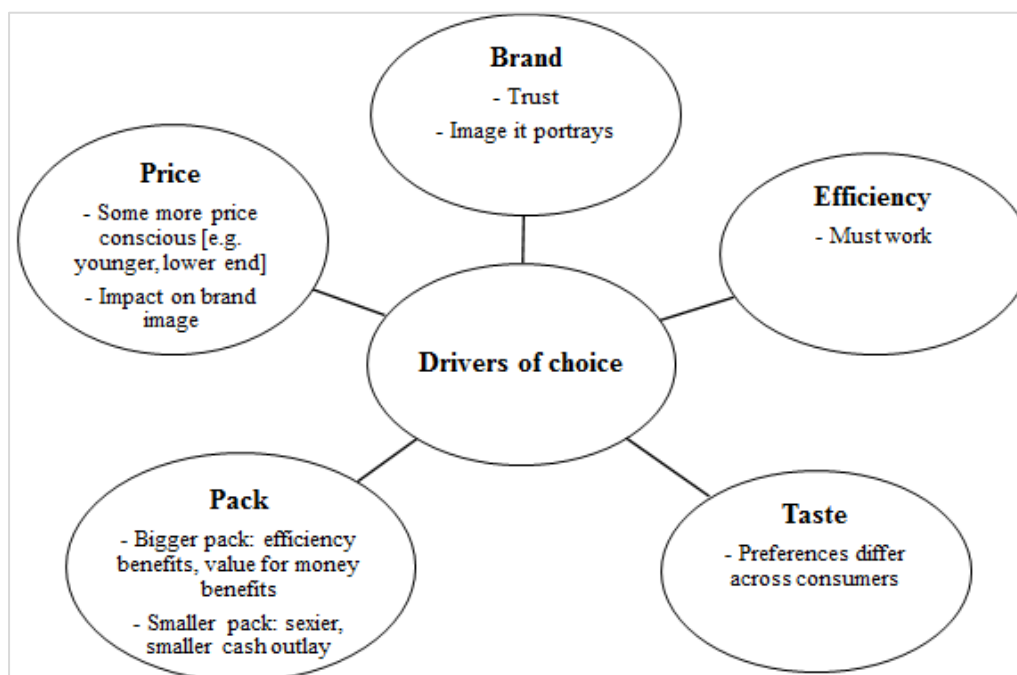 Brand
- Trust
- Image it portrays
Price
- Some more price
conscious [e.g.
younger, lower end]
- Impact on brand
image
Efficiency
- Must work
Drivers of choice
Pack
- Bigger pack: efficiency
benefits, value for money
benefits
- Smaller pack: sexier,
smaller cash outlay
Taste
- Preferences differ
across consumers